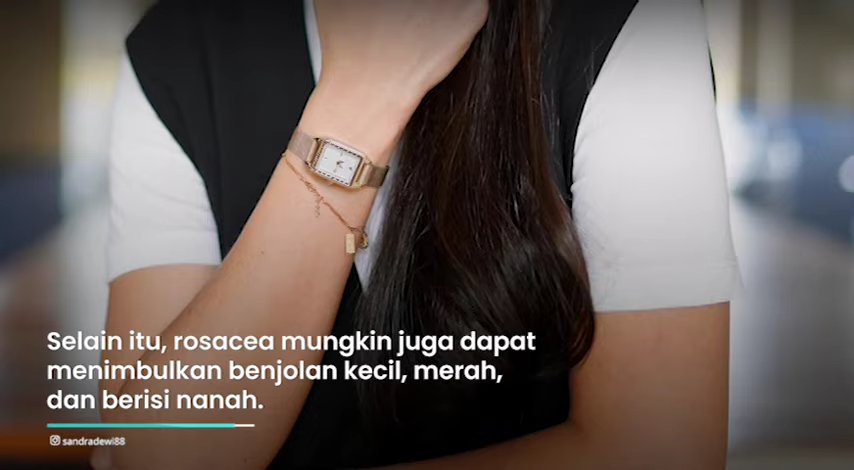 Selain itu, rosacea mungkin juga dapat
menimbulkan benjolan kecil, merah,
dan berisi nanah.
sandradewi88